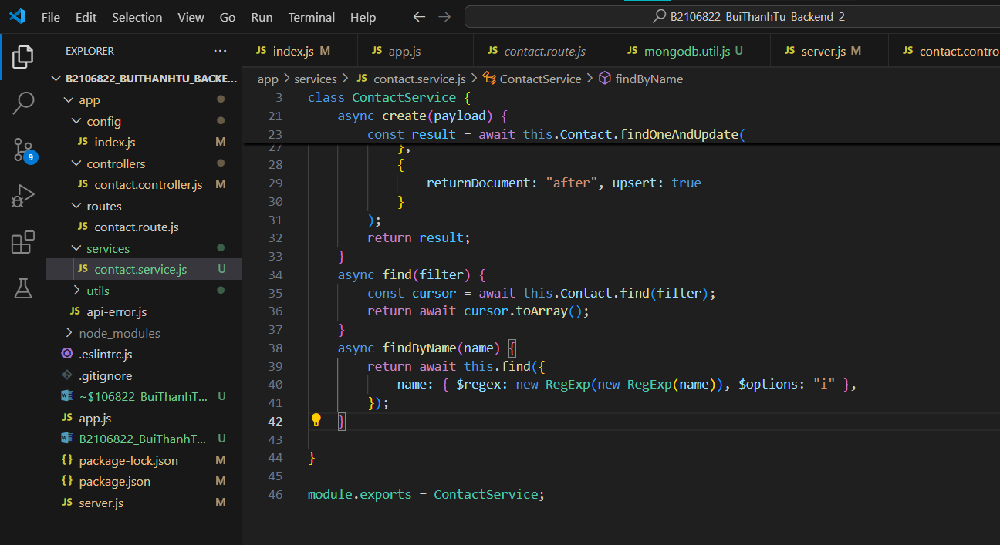 File Edit Selection View Go Run Terminal Help B2106822_BuiThanhTu_Backend_2
EXPLORER
B2106822_BUITHANHTU_BACKE...
app
config
JS index.js M
controllers
JS contact.controller.js M
routes
JS contact.route.js
services
JS contact.service.js U
utils
JS api-error.js
node_modules
.eslintrc.js
.gitignore
~$106822_BuiThanhT... U
JS app.js
B2106822_BuiThanhT... U
{} package-lock.json M
{} package.json M
JS server.js M
9
JS index.js M JS app.js JS contact.route.js JS mongodb.util.js U JS server.js M JS contact.contro
app > services > JS contact.service.js > ContactService > findByName
3 class ContactService {
21 async create(payload) {
23 const result = await this.Contact.findOneAndUpdate(
27 },
28 {
29 returnDocument: "after", upsert: true
30 }
31 );
32 return result;
33 }
34 async find(filter) {
35 const cursor = await this.Contact.find(filter);
36 return await cursor.toArray();
37 }
38 async findByName(name) {
39 return await this.find({
40 name: { $regex: new RegExp(new RegExp(name)), $options: "i" },
41 });
42 }
43
44 }
45
46 module.exports = ContactService;